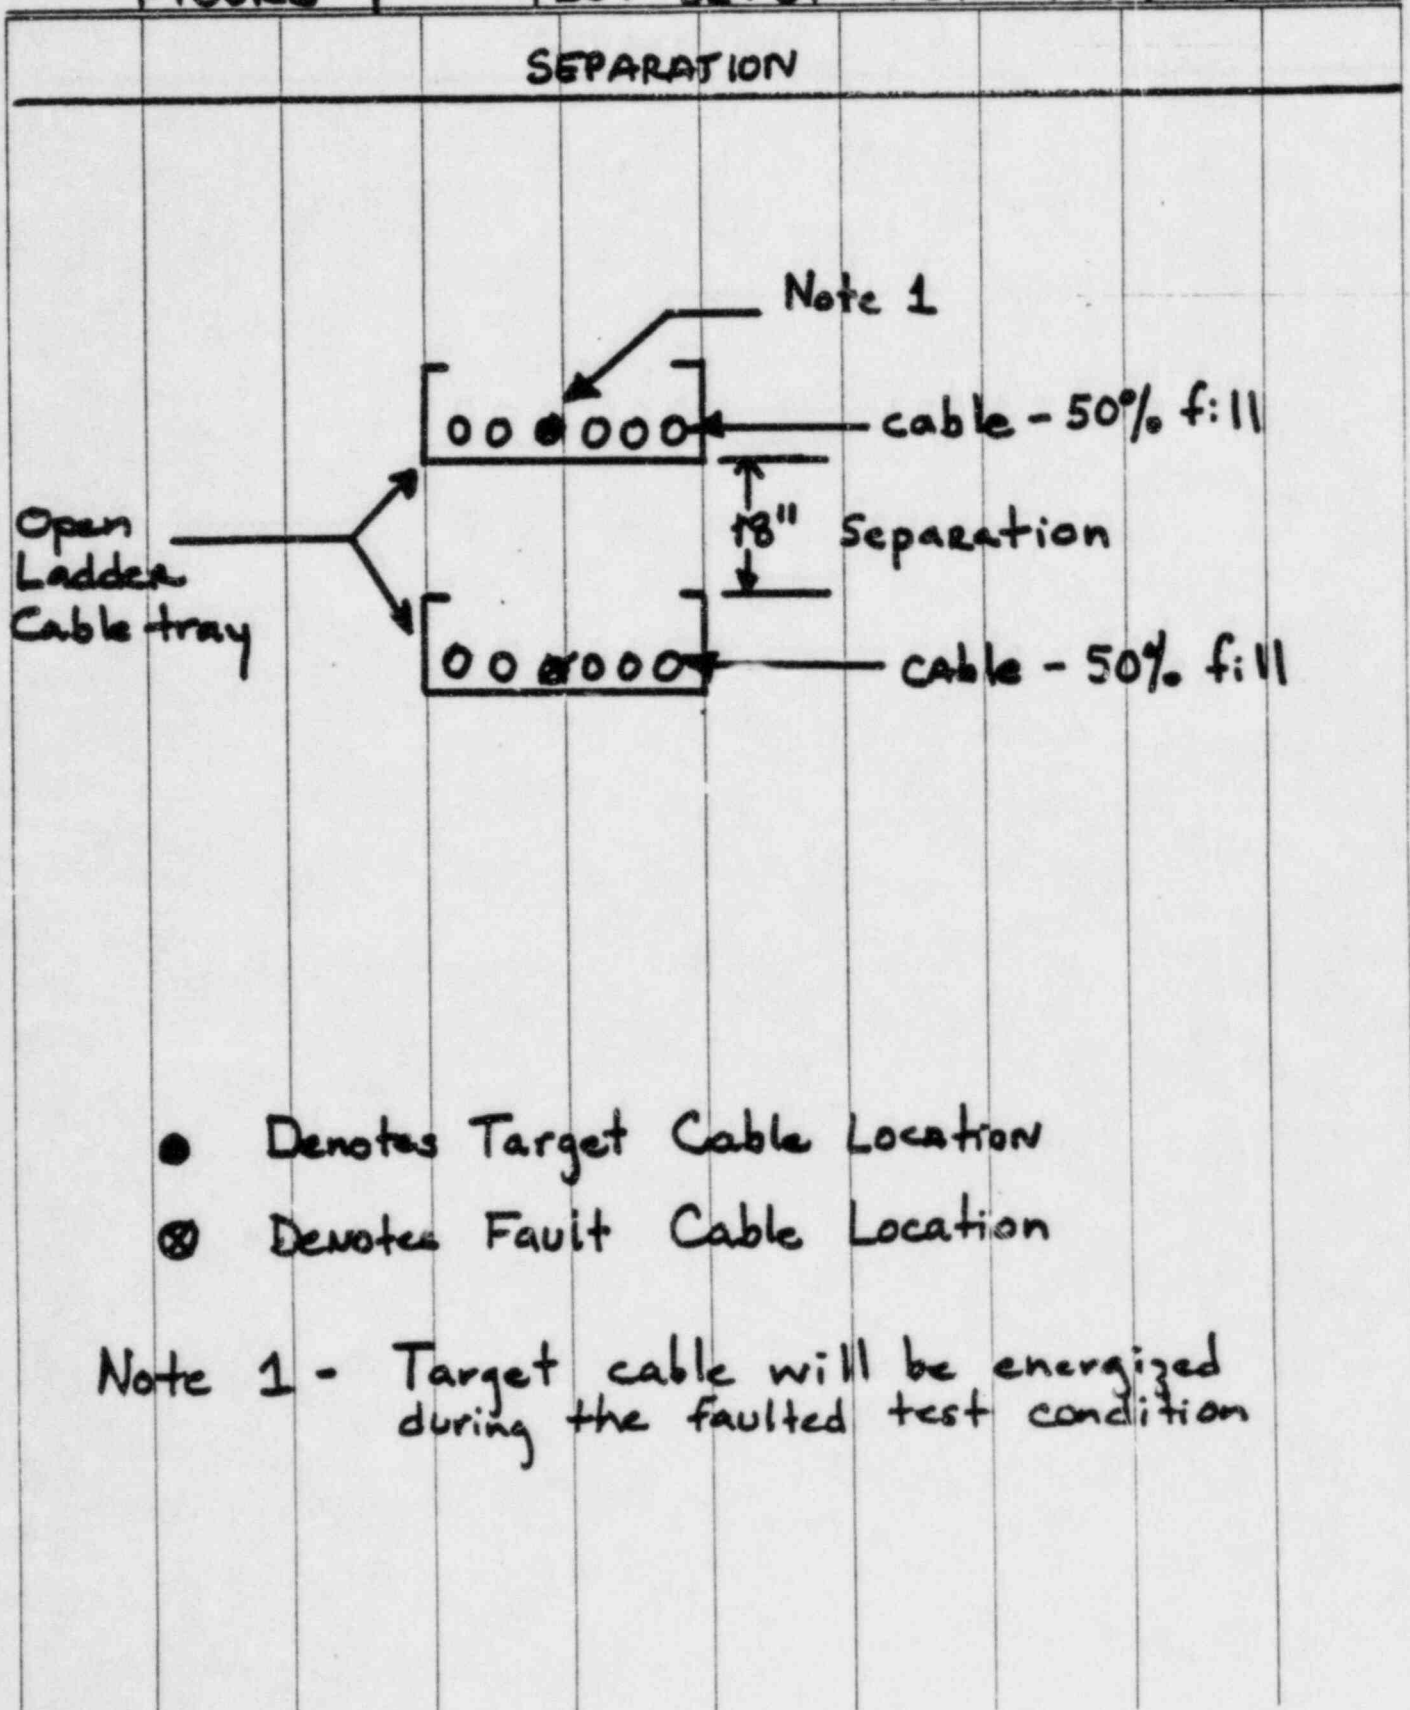 SEPARATION
Note 1
cable - 50% fill
Open
Ladder
Cable tray
18" Separation
cable - 50% fill
Denotes Target Cable Location
Denotes Fault Cable Location
Note 1 - Target cable will be energized
during the faulted test condition